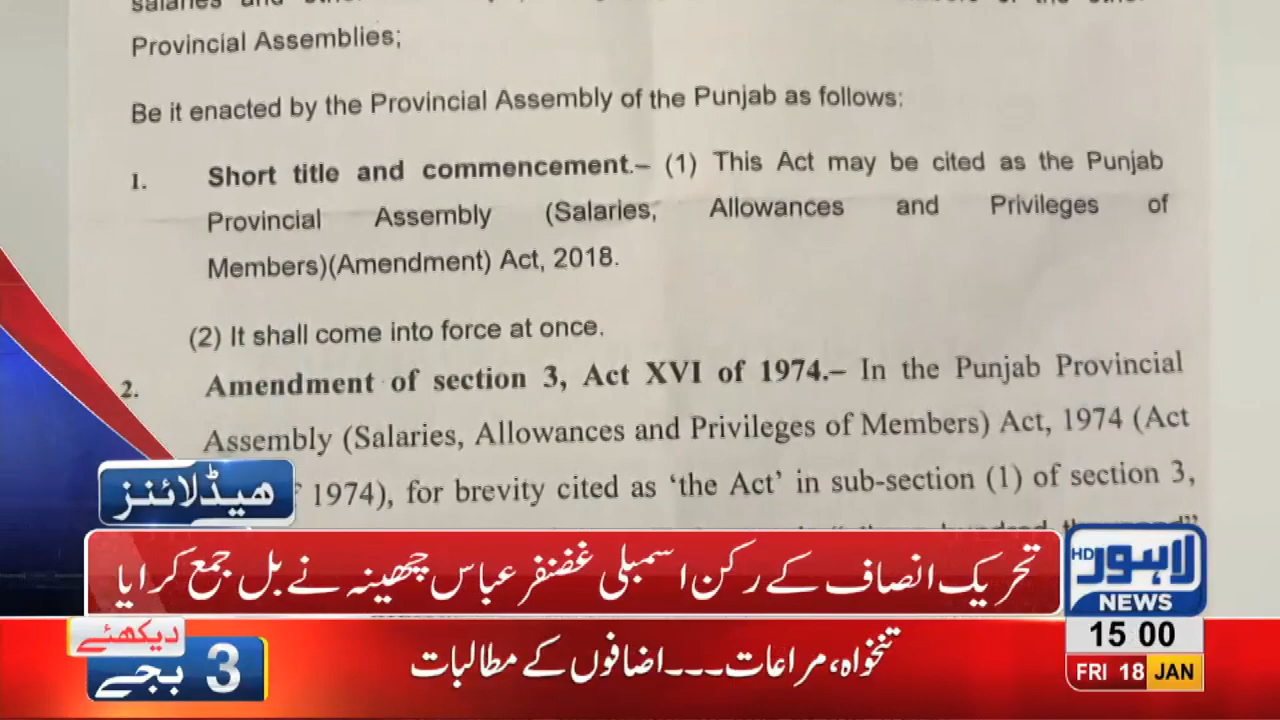 Provincial Assemblies;
Be it enacted by the Provincial Assembly of the Punjab as follows:
1. Short title and commencement.– (1) This Act may be cited as the Punjab
Provincial Assembly (Salaries, Allowances and Privileges of
Members)(Amendment) Act, 2018.
(2) It shall come into force at once.
2. Amendment of section 3, Act XVI of 1974.– In the Punjab Provincial
Assembly (Salaries, Allowances and Privileges of Members) Act, 1974 (Act
1974), for brevity cited as ‘the Act’ in sub-section (1) of section 3,
ھیڈلائنز
تحریک انصاف کے رکن اسمبلی غضنفر عباس چھینہ نے بل جمع کرایا
لاہور HD
NEWS
دیکھئے
3 بجے
تنخواہ، مراعات۔۔۔اضافوں کے مطالبات
15 00
FRI 18 JAN